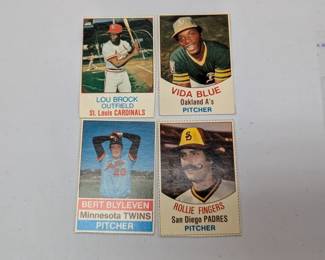 LOU BROCK
OUTFIELD
St. Louis CARDINALS
VIDA BLUE
Oakland A's
PITCHER
BERT BLYLEVEN
Minnesota TWINS
PITCHER
ROLLIE FINGERS
San Diego PADRES
PITCHER